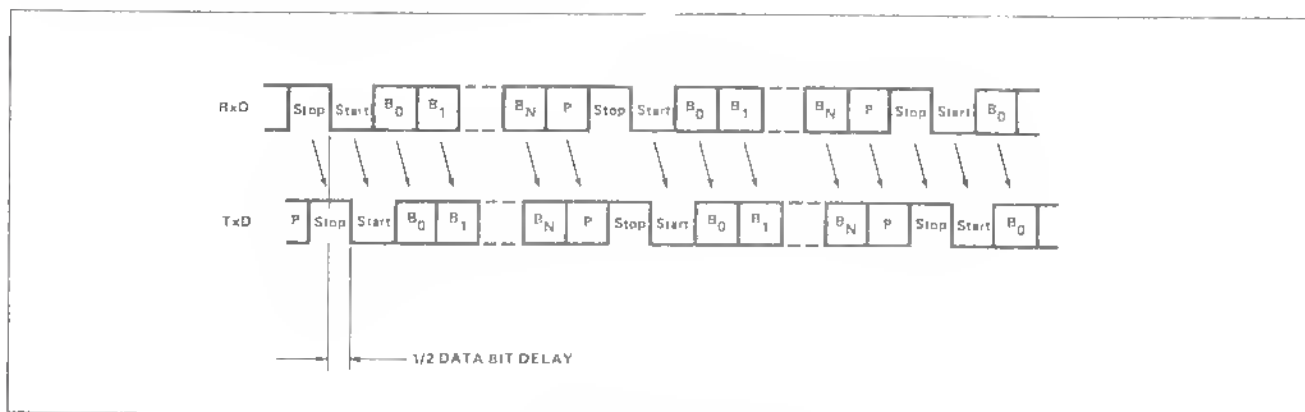 RxD Stop Start B0 B1 BN P Stop Start B0 B1 BN P Stop Start B0
TxD P Stop Start B0 B1 BN P Stop Start B0 B1 BN P Stop Start B0
1/2 DATA BIT DELAY